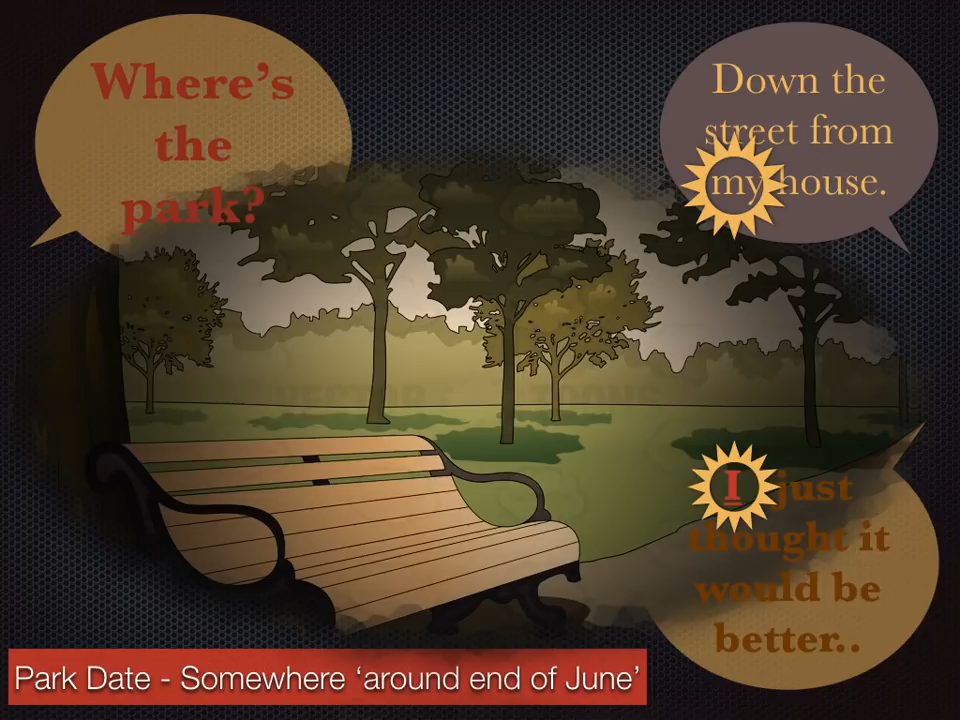 Where’s
the
park?
Down the
street from
my house.
I just
thought it
would be
better..
Park Date - Somewhere ‘around end of June’